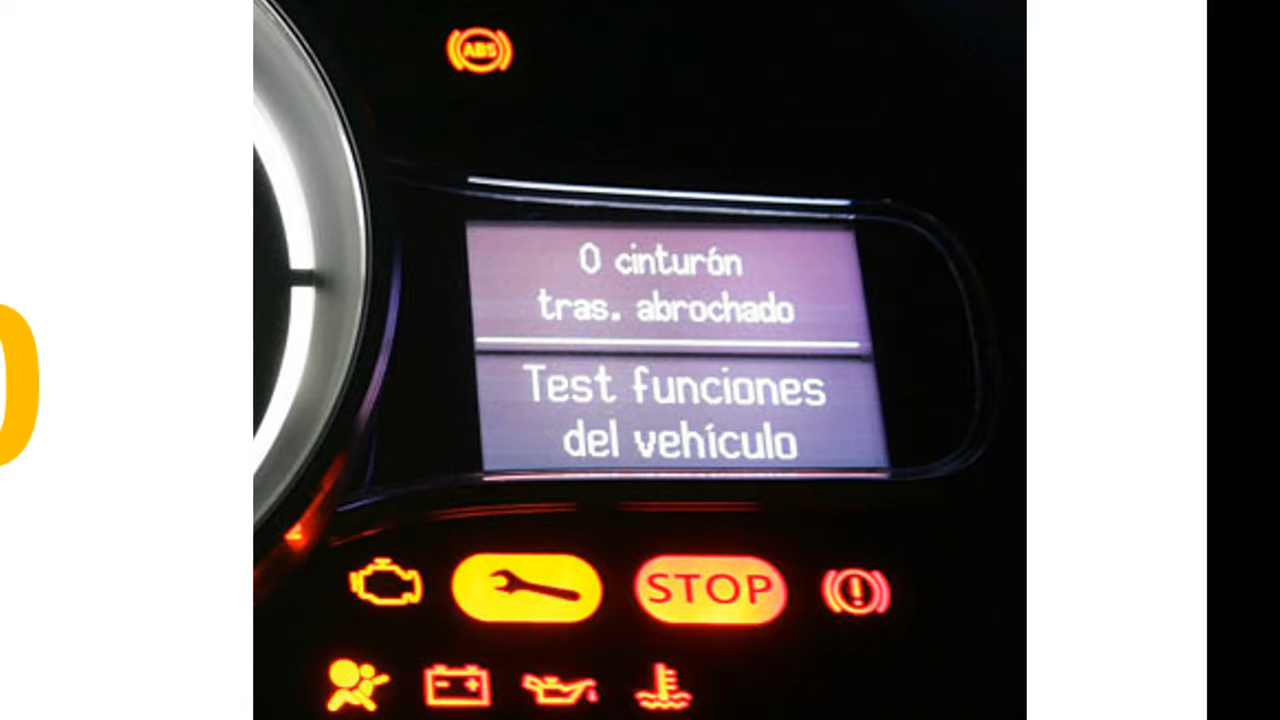 ABS
0 cinturón
tras. abrochado
Test funciones
del vehículo
STOP